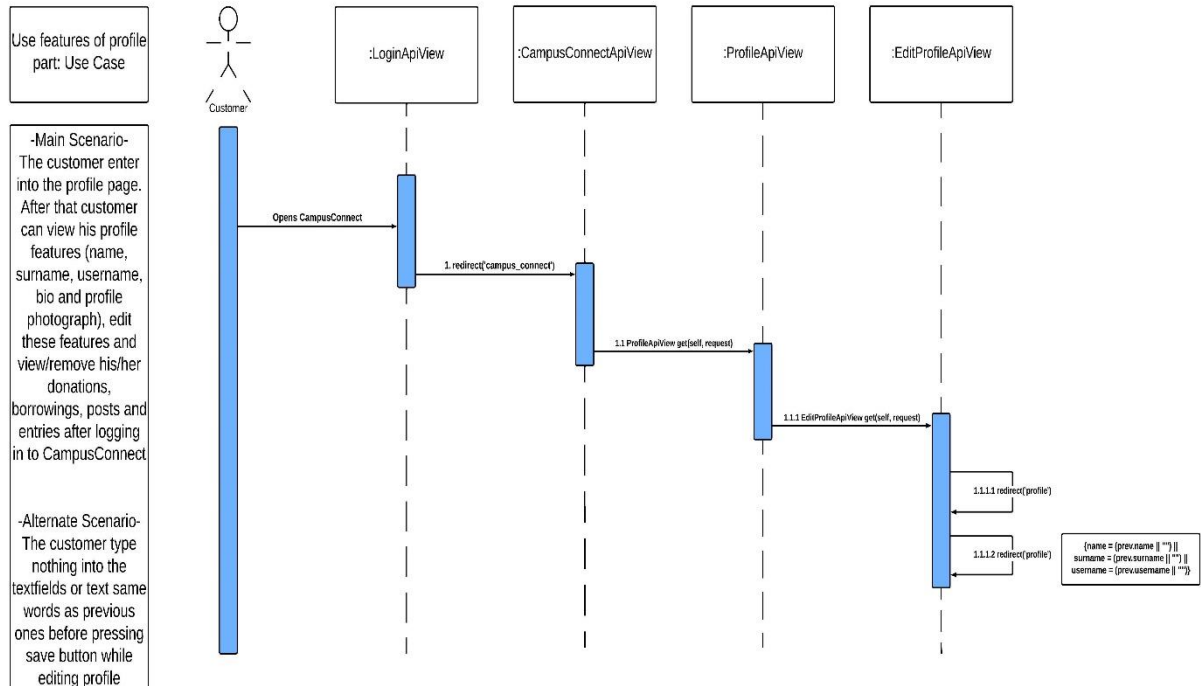 Use features of profile
part: Use Case
Customer
:LoginApiView
:CampusConnectApiView
:ProfileApiView
:EditProfileApiView
-Main Scenario-
The customer enter
into the profile page.
After that customer
can view his profile
features (name,
surname, username,
bio and profile
photograph), edit
these features and
view/remove his/her
donations,
borrowings, posts and
entries after logging
in to CampusConnect
-Alternate Scenario-
The customer type
nothing into the
textfields or text same
words as previous
ones before pressing
save button while
editing profile
Opens CampusConnect
1. redirect('campus_connect')
1.1 ProfileApiView get(self, request)
1.1.1 EditProfileApiView get(self, request)
1.1.1.1 redirect('profile')
1.1.1.2 redirect('profile')
{name = (prev.name || "") ||
surname = (prev.surname || "") ||
username = (prev.username || "")}